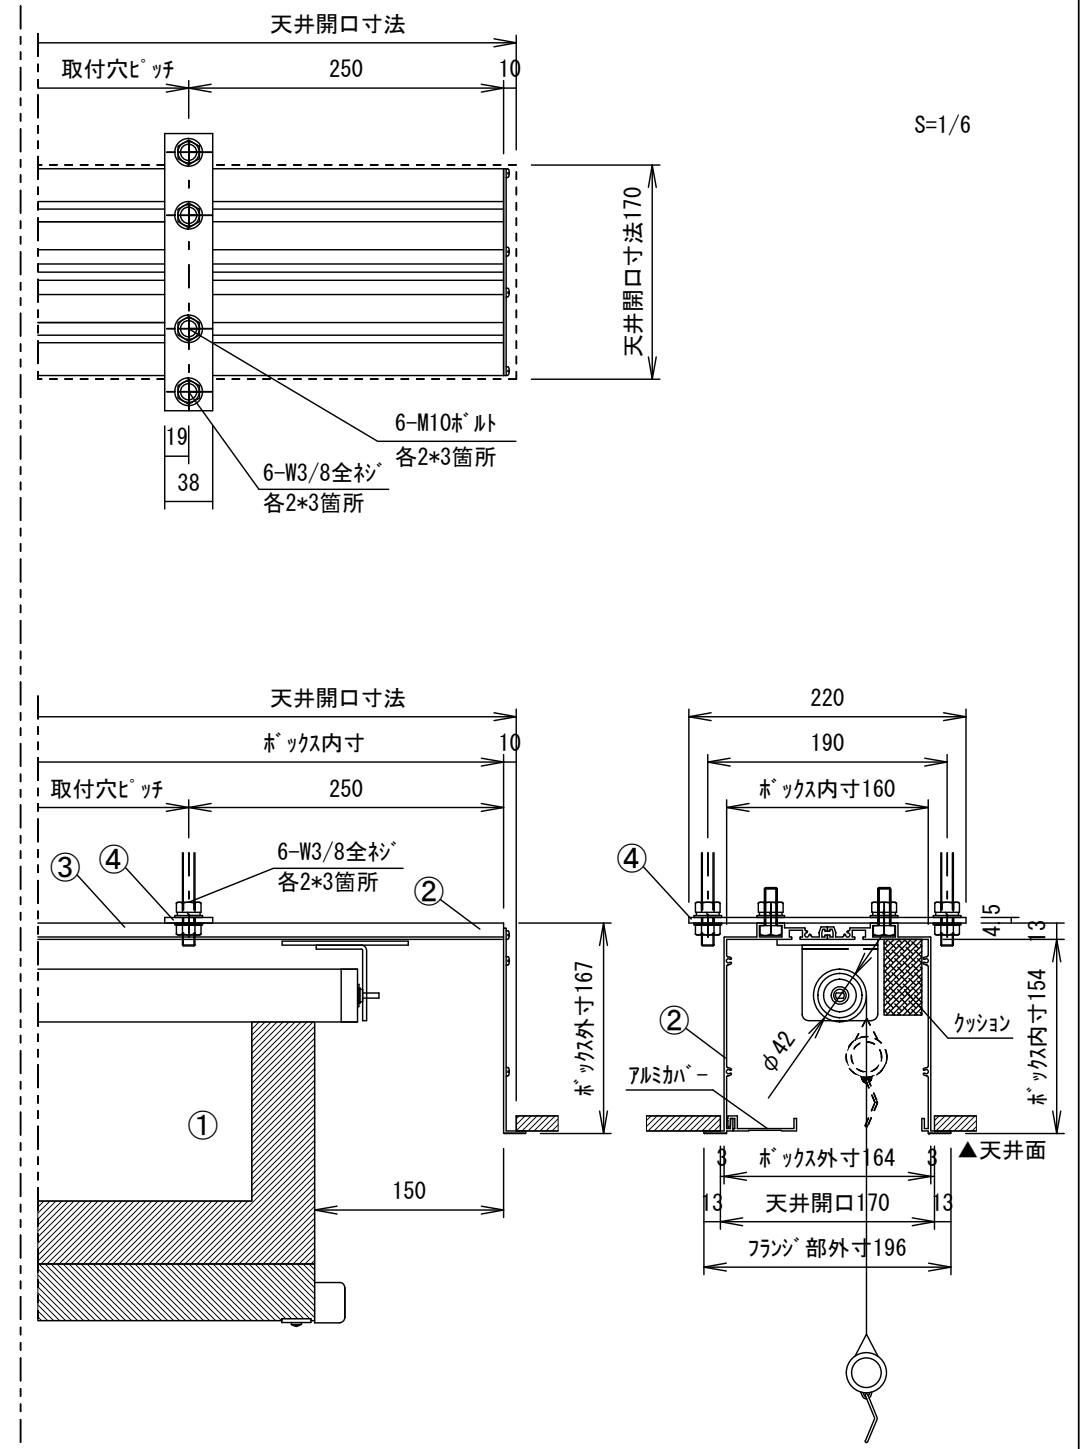 天井開口寸法
取付穴ﾋﾟｯﾁ
250
10
S=1/6
天井開口寸法170
6-M10ﾎﾞﾙﾄ
各2*3箇所
19
38
6-W3/8全ﾈｼﾞ
各2*3箇所
天井開口寸法
ﾎﾞｯｸｽ内寸
10
取付穴ﾋﾟｯﾁ
250
6-W3/8全ﾈｼﾞ
各2*3箇所
③
④
②
ﾎﾞｯｸｽ外寸167
①
150
220
190
ﾎﾞｯｸｽ内寸160
④
4.5
13
②
φ42
ｸｯｼｮﾝ
ﾎﾞｯｸｽ内寸154
ｱﾙﾐｶﾊﾞｰ
▲天井面
3
ﾎﾞｯｸｽ外寸164
3
13
天井開口170
13
ﾌﾗﾝｼﾞ部外寸196